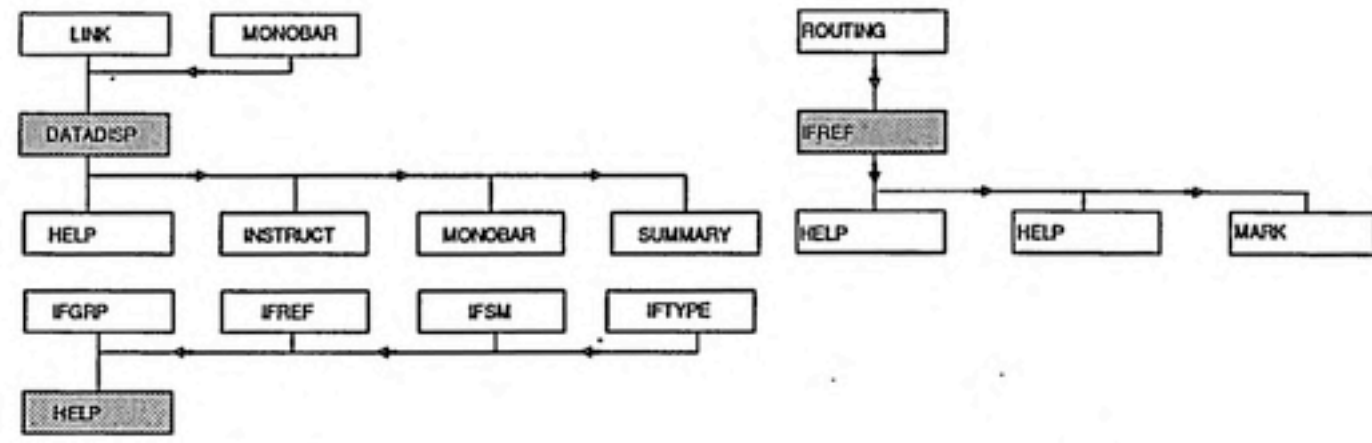 LINK MONOBAR
DATADISP
HELP INSTRUCT MONOBAR SUMMARY
IFGRP IFREF IFSM IFTYPE
HELP
ROUTING
IFREF
HELP HELP MARK